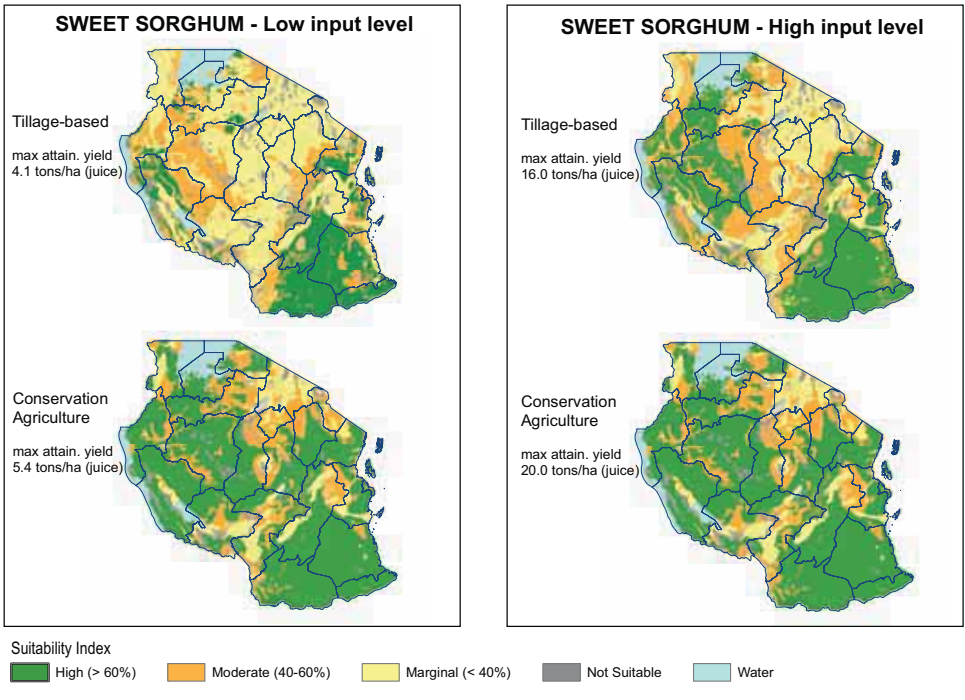 SWEET SORGHUM - Low input level
Tillage-based
max attain. yield
4.1 tons/ha (juice)
Conservation
Agriculture
max attain. yield
5.4 tons/ha (juice)
SWEET SORGHUM - High input level
Tillage-based
max attain. yield
16.0 tons/ha (juice)
Conservation
Agriculture
max attain. yield
20.0 tons/ha (juice)
Suitability Index
High (> 60%)
Moderate (40-60%)
Marginal (< 40%)
Not Suitable
Water